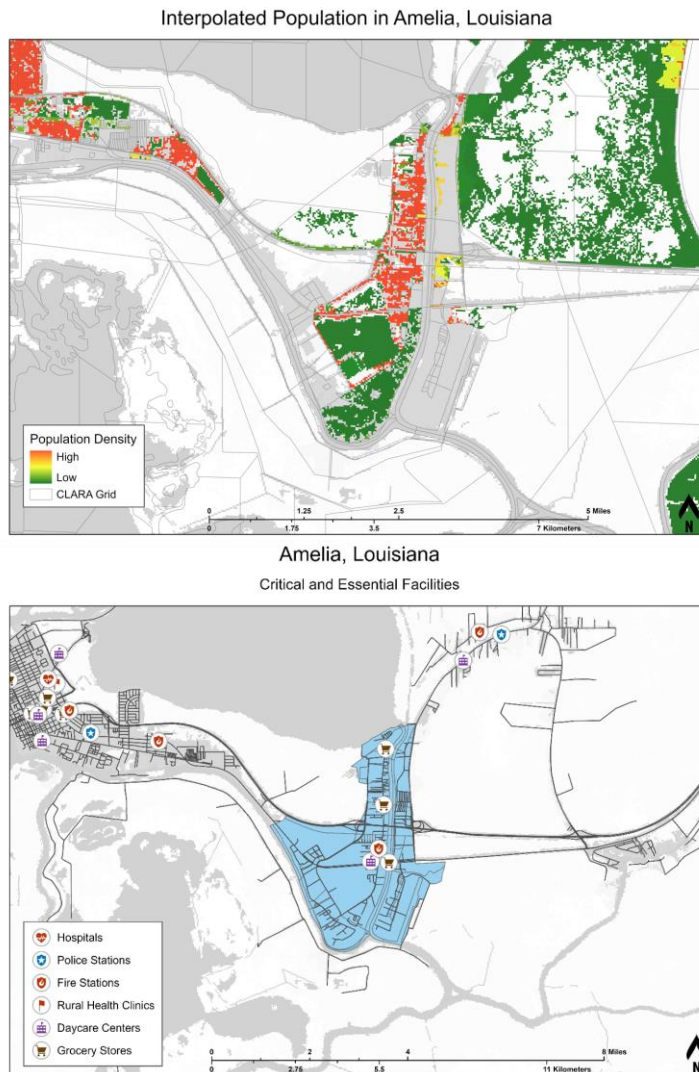 Interpolated Population in Amelia, Louisiana
Population Density
High
Low
CLARA Grid
0 1.25 2.5 5 Miles
0 1.75 3.5 7 Kilometers
N
Amelia, Louisiana
Critical and Essential Facilities
Hospitals
Police Stations
Fire Stations
Rural Health Clinics
Daycare Centers
Grocery Stores
0 2 4 8 Miles
0 2.75 5.5 11 Kilometers
N